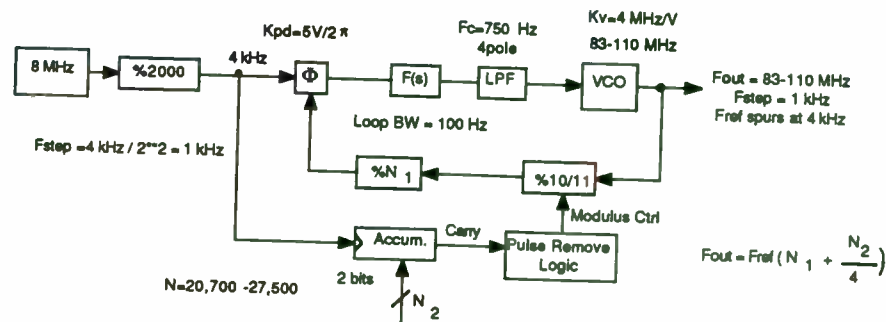 Kpd=5V/2 π
Fc=750 Hz
4pole
Kv=4 MHz/V
83-110 MHz
8 MHz
%2000
4 kHz
Φ
F(s)
LPF
VCO
Fout = 83-110 MHz
Fstep = 1 kHz
Fref spurs at 4 kHz
Loop BW = 100 Hz
Fstep =4 kHz / 2**2 = 1 kHz
%N 1
%10/11
Modulus Ctrl
Accum.
Carry
Pulse Remove
Logic
2 bits
N 2
N=20,700 -27,500
Fout = Fref ( N 1 + N 2 / 4 )